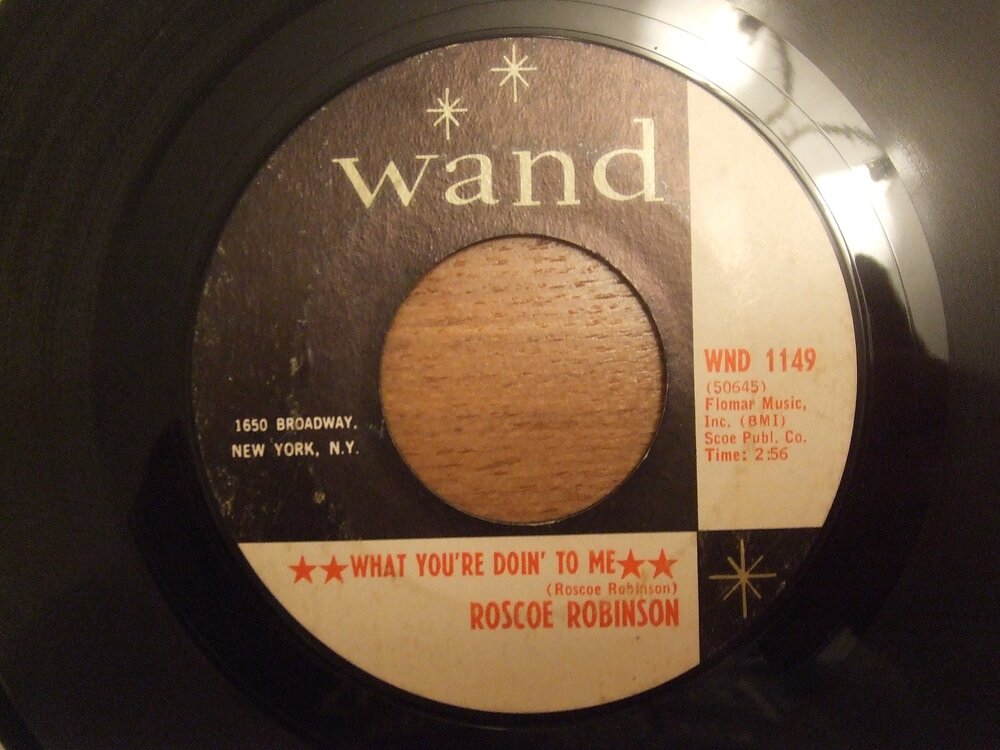 wand
WND 1149
(50645)
Flomar Music,
Inc. (BMI)
Scoe Publ. Co.
Time: 2:56
1650 BROADWAY,
NEW YORK, N.Y.
★★WHAT YOU'RE DOIN' TO ME★★
(Roscoe Robinson)
ROSCOE ROBINSON